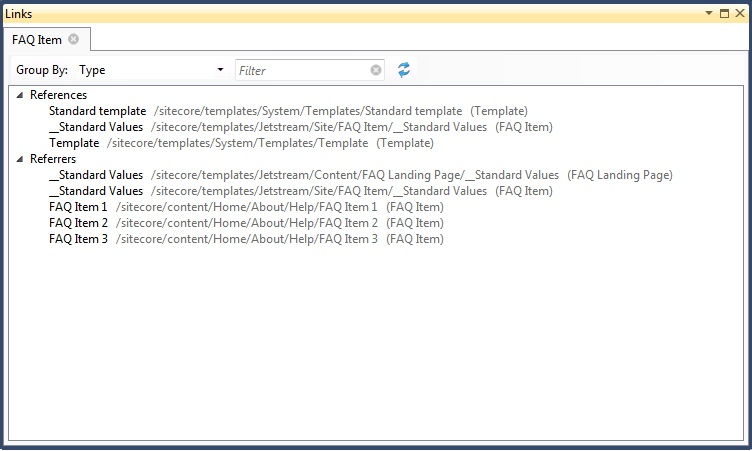 Links
FAQ Item
Group By: Type Filter
References
Standard template /sitecore/templates/System/Templates/Standard template (Template)
__Standard Values /sitecore/templates/Jetstream/Site/FAQ Item/__Standard Values (FAQ Item)
Template /sitecore/templates/System/Templates/Template (Template)
Referrers
__Standard Values /sitecore/templates/Jetstream/Content/FAQ Landing Page/__Standard Values (FAQ Landing Page)
__Standard Values /sitecore/templates/Jetstream/Site/FAQ Item/__Standard Values (FAQ Item)
FAQ Item 1 /sitecore/content/Home/About/Help/FAQ Item 1 (FAQ Item)
FAQ Item 2 /sitecore/content/Home/About/Help/FAQ Item 2 (FAQ Item)
FAQ Item 3 /sitecore/content/Home/About/Help/FAQ Item 3 (FAQ Item)